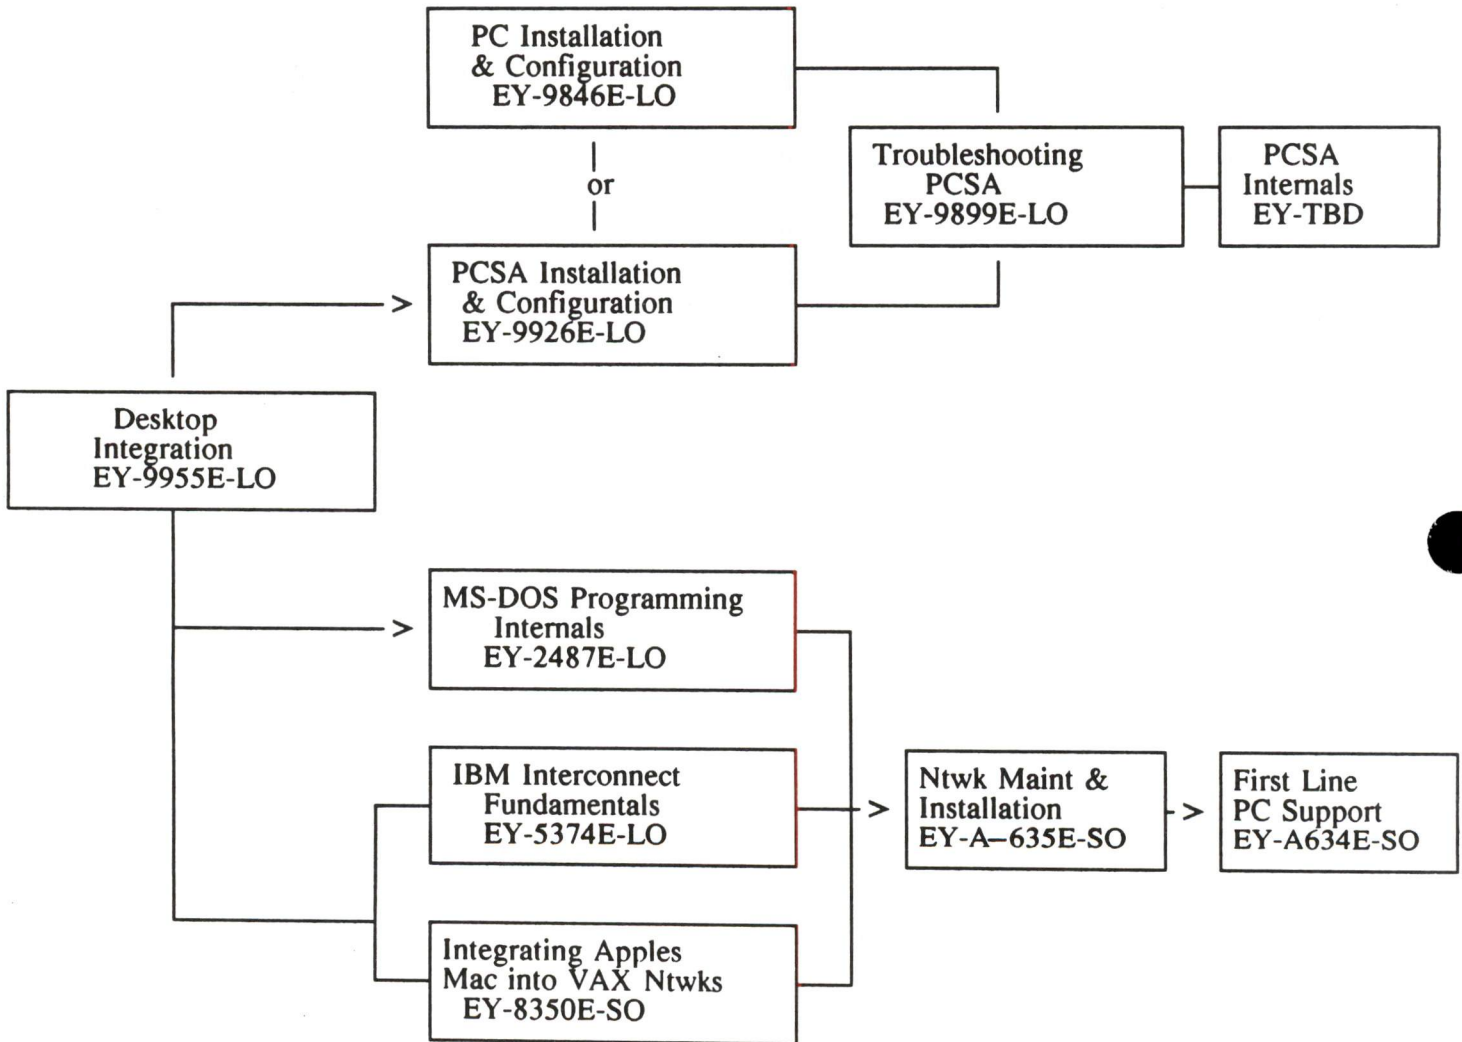 PC Installation
& Configuration
EY-9846E-LO
or
PCSA Installation
& Configuration
EY-9926E-LO
Troubleshooting
PCSA
EY-9899E-LO
PCSA
Internals
EY-TBD
Desktop
Integration
EY-9955E-LO
MS-DOS Programming
Internals
EY-2487E-LO
IBM Interconnect
Fundamentals
EY-5374E-LO
Integrating Apples
Mac into VAX Ntwks
EY-8350E-SO
Ntwk Maint &
Installation
EY-A–635E-SO
First Line
PC Support
EY-A634E-SO